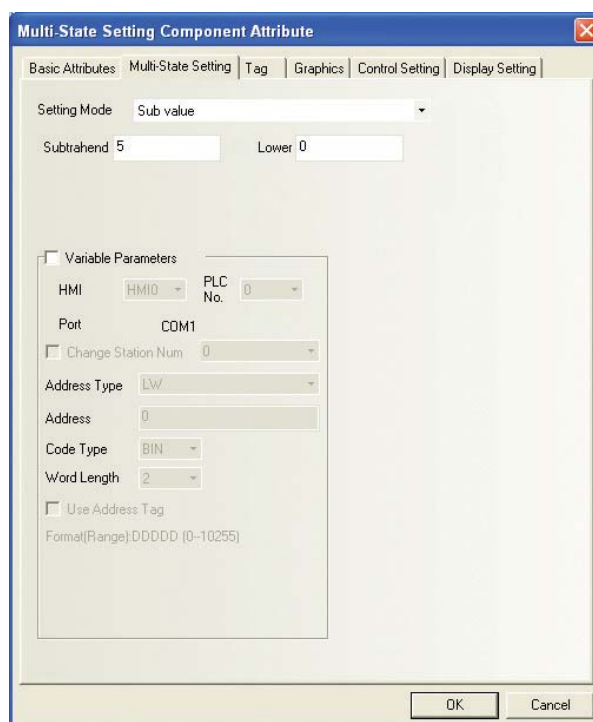 Multi-State Setting Component Attribute
Basic Attributes Multi-State Setting Tag Graphics Control Setting Display Setting
Setting Mode Sub value
Subtrahend 5 Lower 0
Variable Parameters
HMI HMI0 PLC No. 0
Port COM1
Change Station Num 0
Address Type LW
Address 0
Code Type BIN
Word Length 2
Use Address Tag
Format(Range):DDDDD (0~10255)
OK Cancel